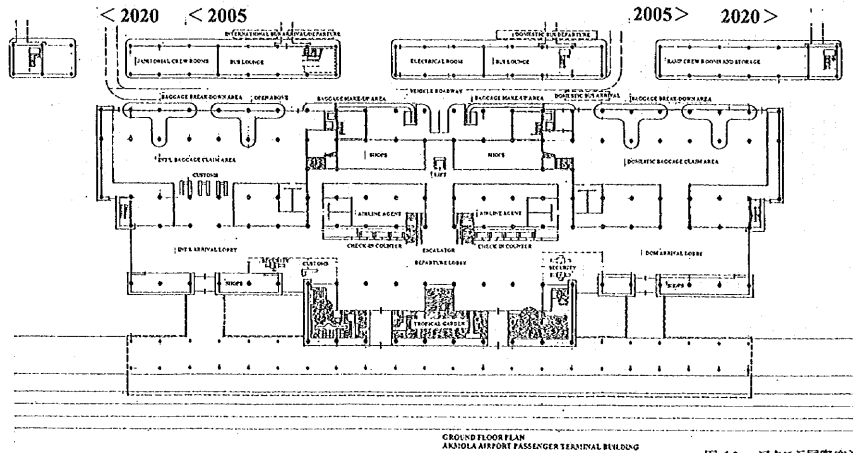 <2020 <2005 2005> 2020>
INTERNATIONAL BUS ARRIVAL/DEPARTURE
DOMESTIC BUS DEPARTURE
JANITORIAL CREW ROOMS
BUS LOUNGE
ELECTRICAL ROOM
BUS LOUNGE
RAMP CREW ROOMS AND STORAGE
VEHICLE ROADWAY
DOMESTIC BUS ARRIVAL
BAGGAGE BREAK-DOWN AREA
OPEN ABOVE
BAGGAGE MAKE-UP AREA
BAGGAGE MAKE-UP AREA
BAGGAGE BREAK-DOWN AREA
SHOPS
SHOPS
INT'L BAGGAGE CLAIM AREA
LIFT
DOMESTIC BAGGAGE CLAIM AREA
CUSTOMS
AIRLINE AGENT
AIRLINE AGENT
CHECK-IN COUNTER
ESCALATOR
CHECK-IN COUNTER
INT'L ARRIVAL LOBBY
DEPARTURE LOBBY
DOM ARRIVAL LOBBY
SECURITY
CUSTOMS
SECURITY
SHOPS
SHOPS
TROPICAL GARDEN
GROUND FLOOR PLAN
AKMOLA AIRPORT PASSENGER TERMINAL BUILDING